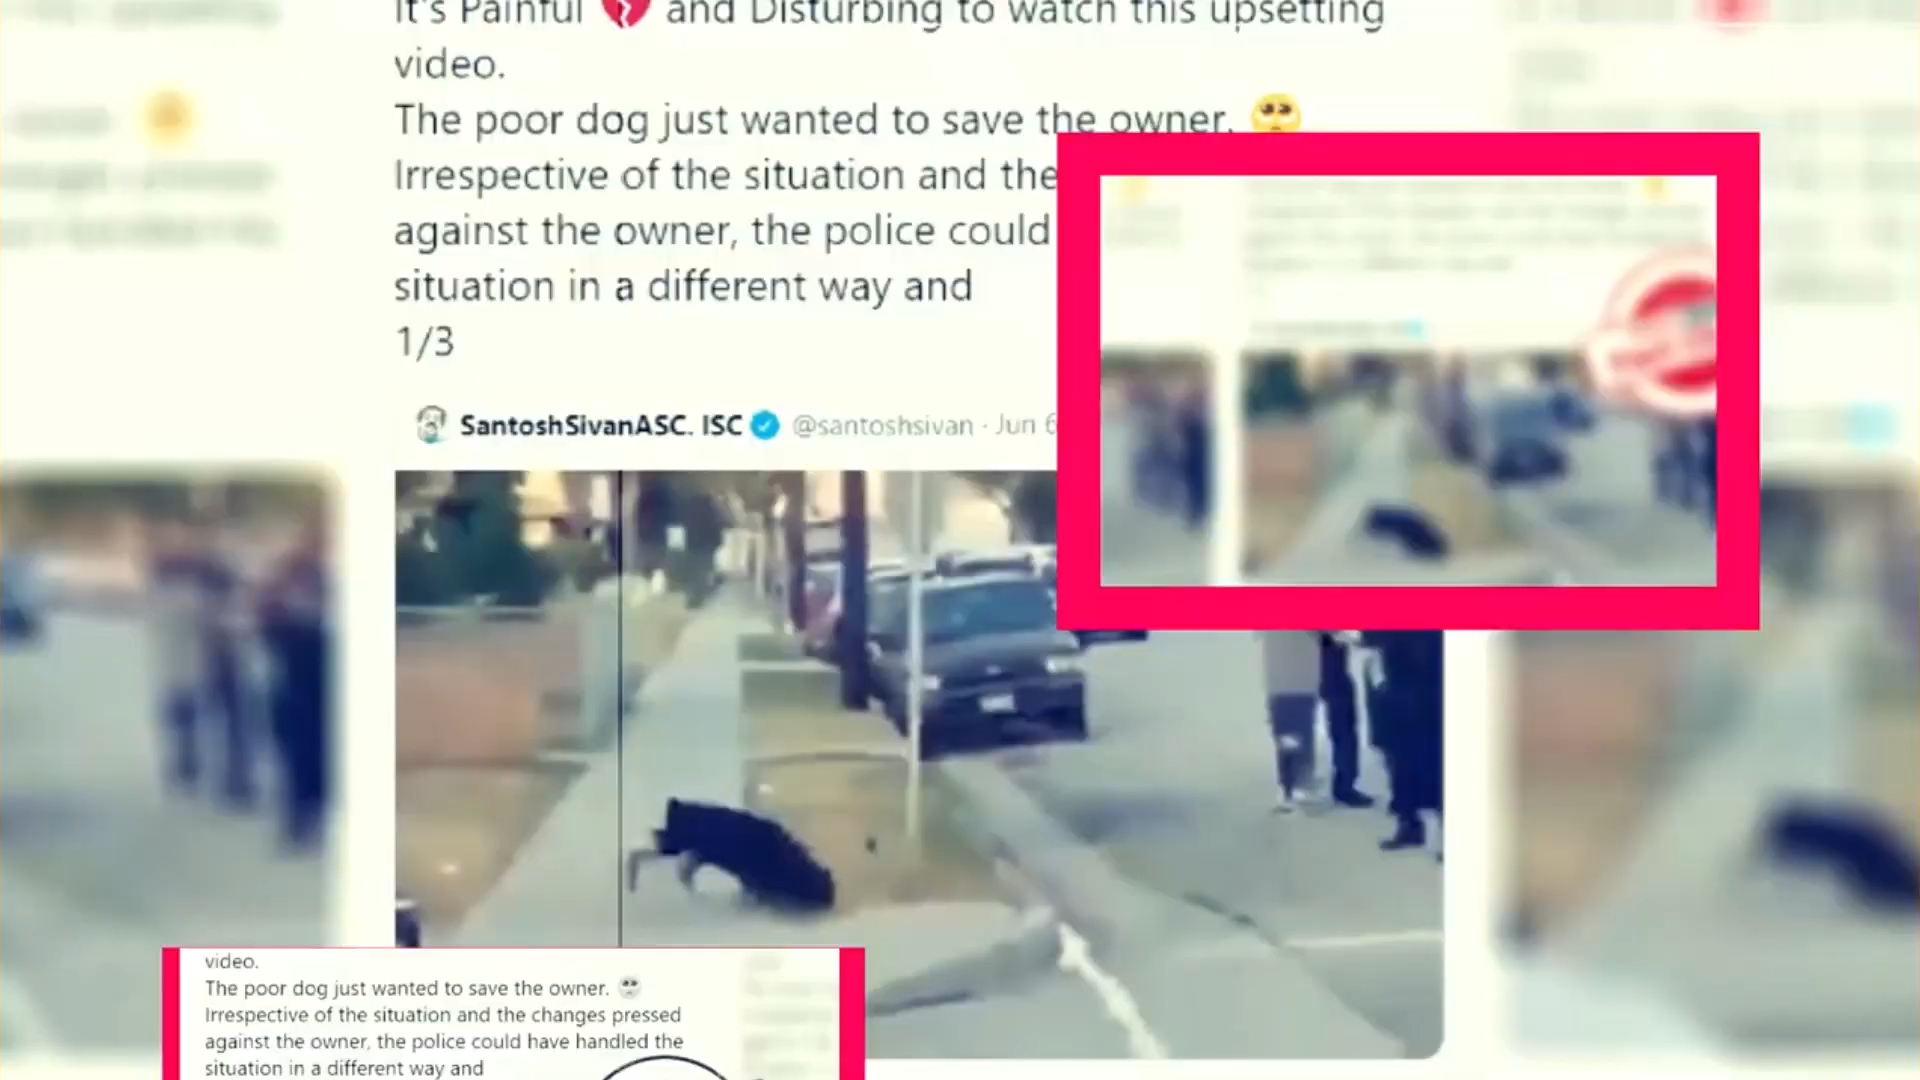 It's Painful 💔 and Disturbing to watch this upsetting
video.
The poor dog just wanted to save the owner. 🥺
Irrespective of the situation and the
against the owner, the police could
situation in a different way and
1/3
SantoshSivanASC. ISC @santoshsivan · Jun 6
video.
The poor dog just wanted to save the owner. 🥺
Irrespective of the situation and the changes pressed
against the owner, the police could have handled the
situation in a different way and